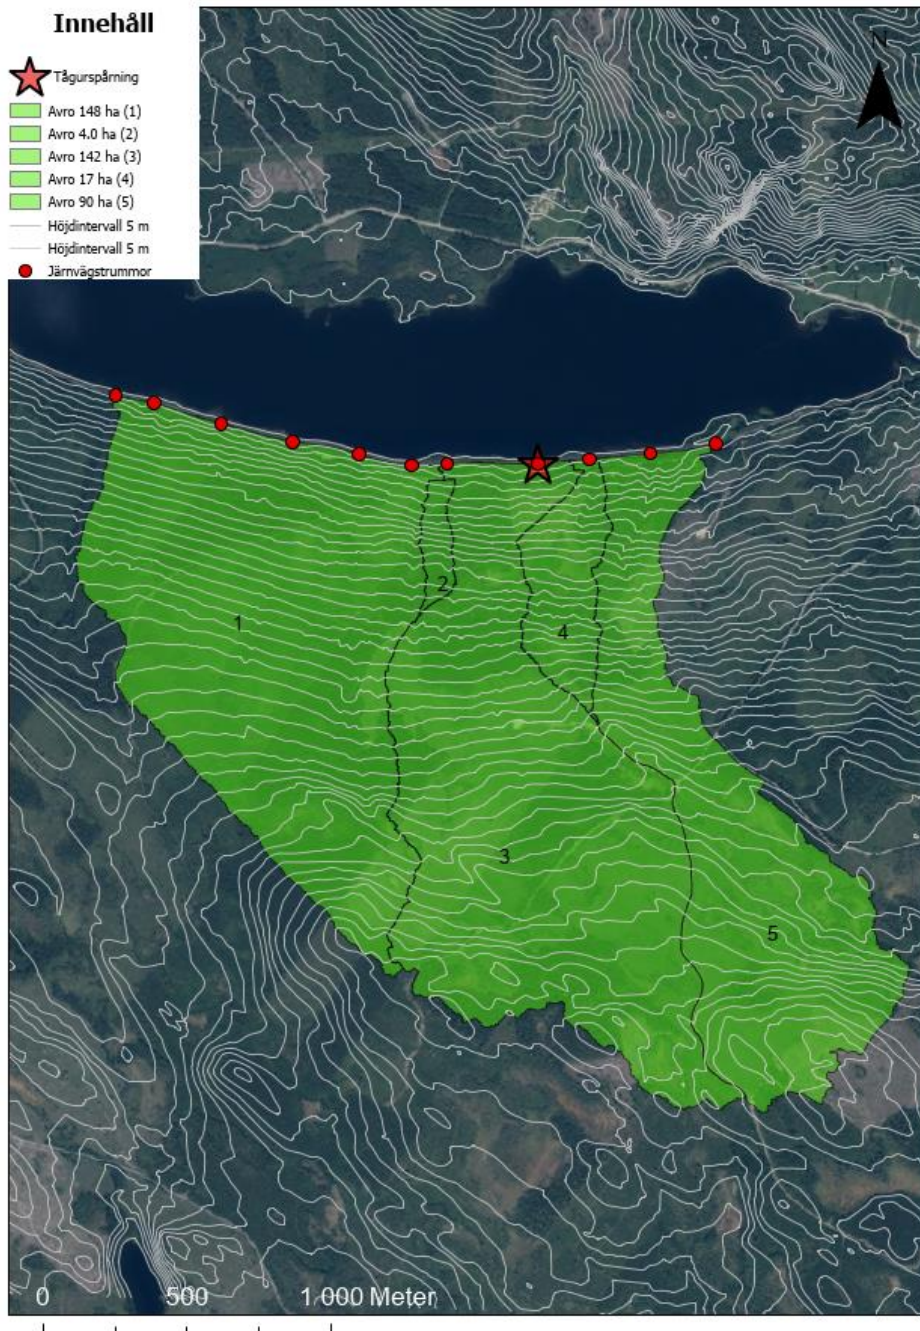 Innehåll
Tågurspårning
Avro 148 ha (1)
Avro 4.0 ha (2)
Avro 142 ha (3)
Avro 17 ha (4)
Avro 90 ha (5)
Höjdintervall 5 m
Höjdintervall 5 m
Järnvägstrummor
N
2
1
4
3
5
0 500 1 000 Meter